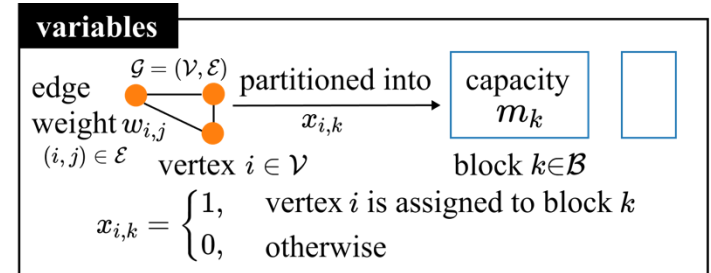 variables
𝒢 = (𝒱, ℰ)
edge
weight w_{i,j}
(i, j) ∈ ℰ
vertex i ∈ 𝒱
partitioned into
x_{i,k}
capacity
m_k
block k∈ℬ
x_{i,k} = { 1, vertex i is assigned to block k
0, otherwise